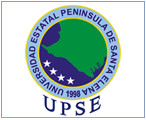 UNIVERSIDAD ESTATAL PENINSULA DE SANTA ELENA
1998
UPSE